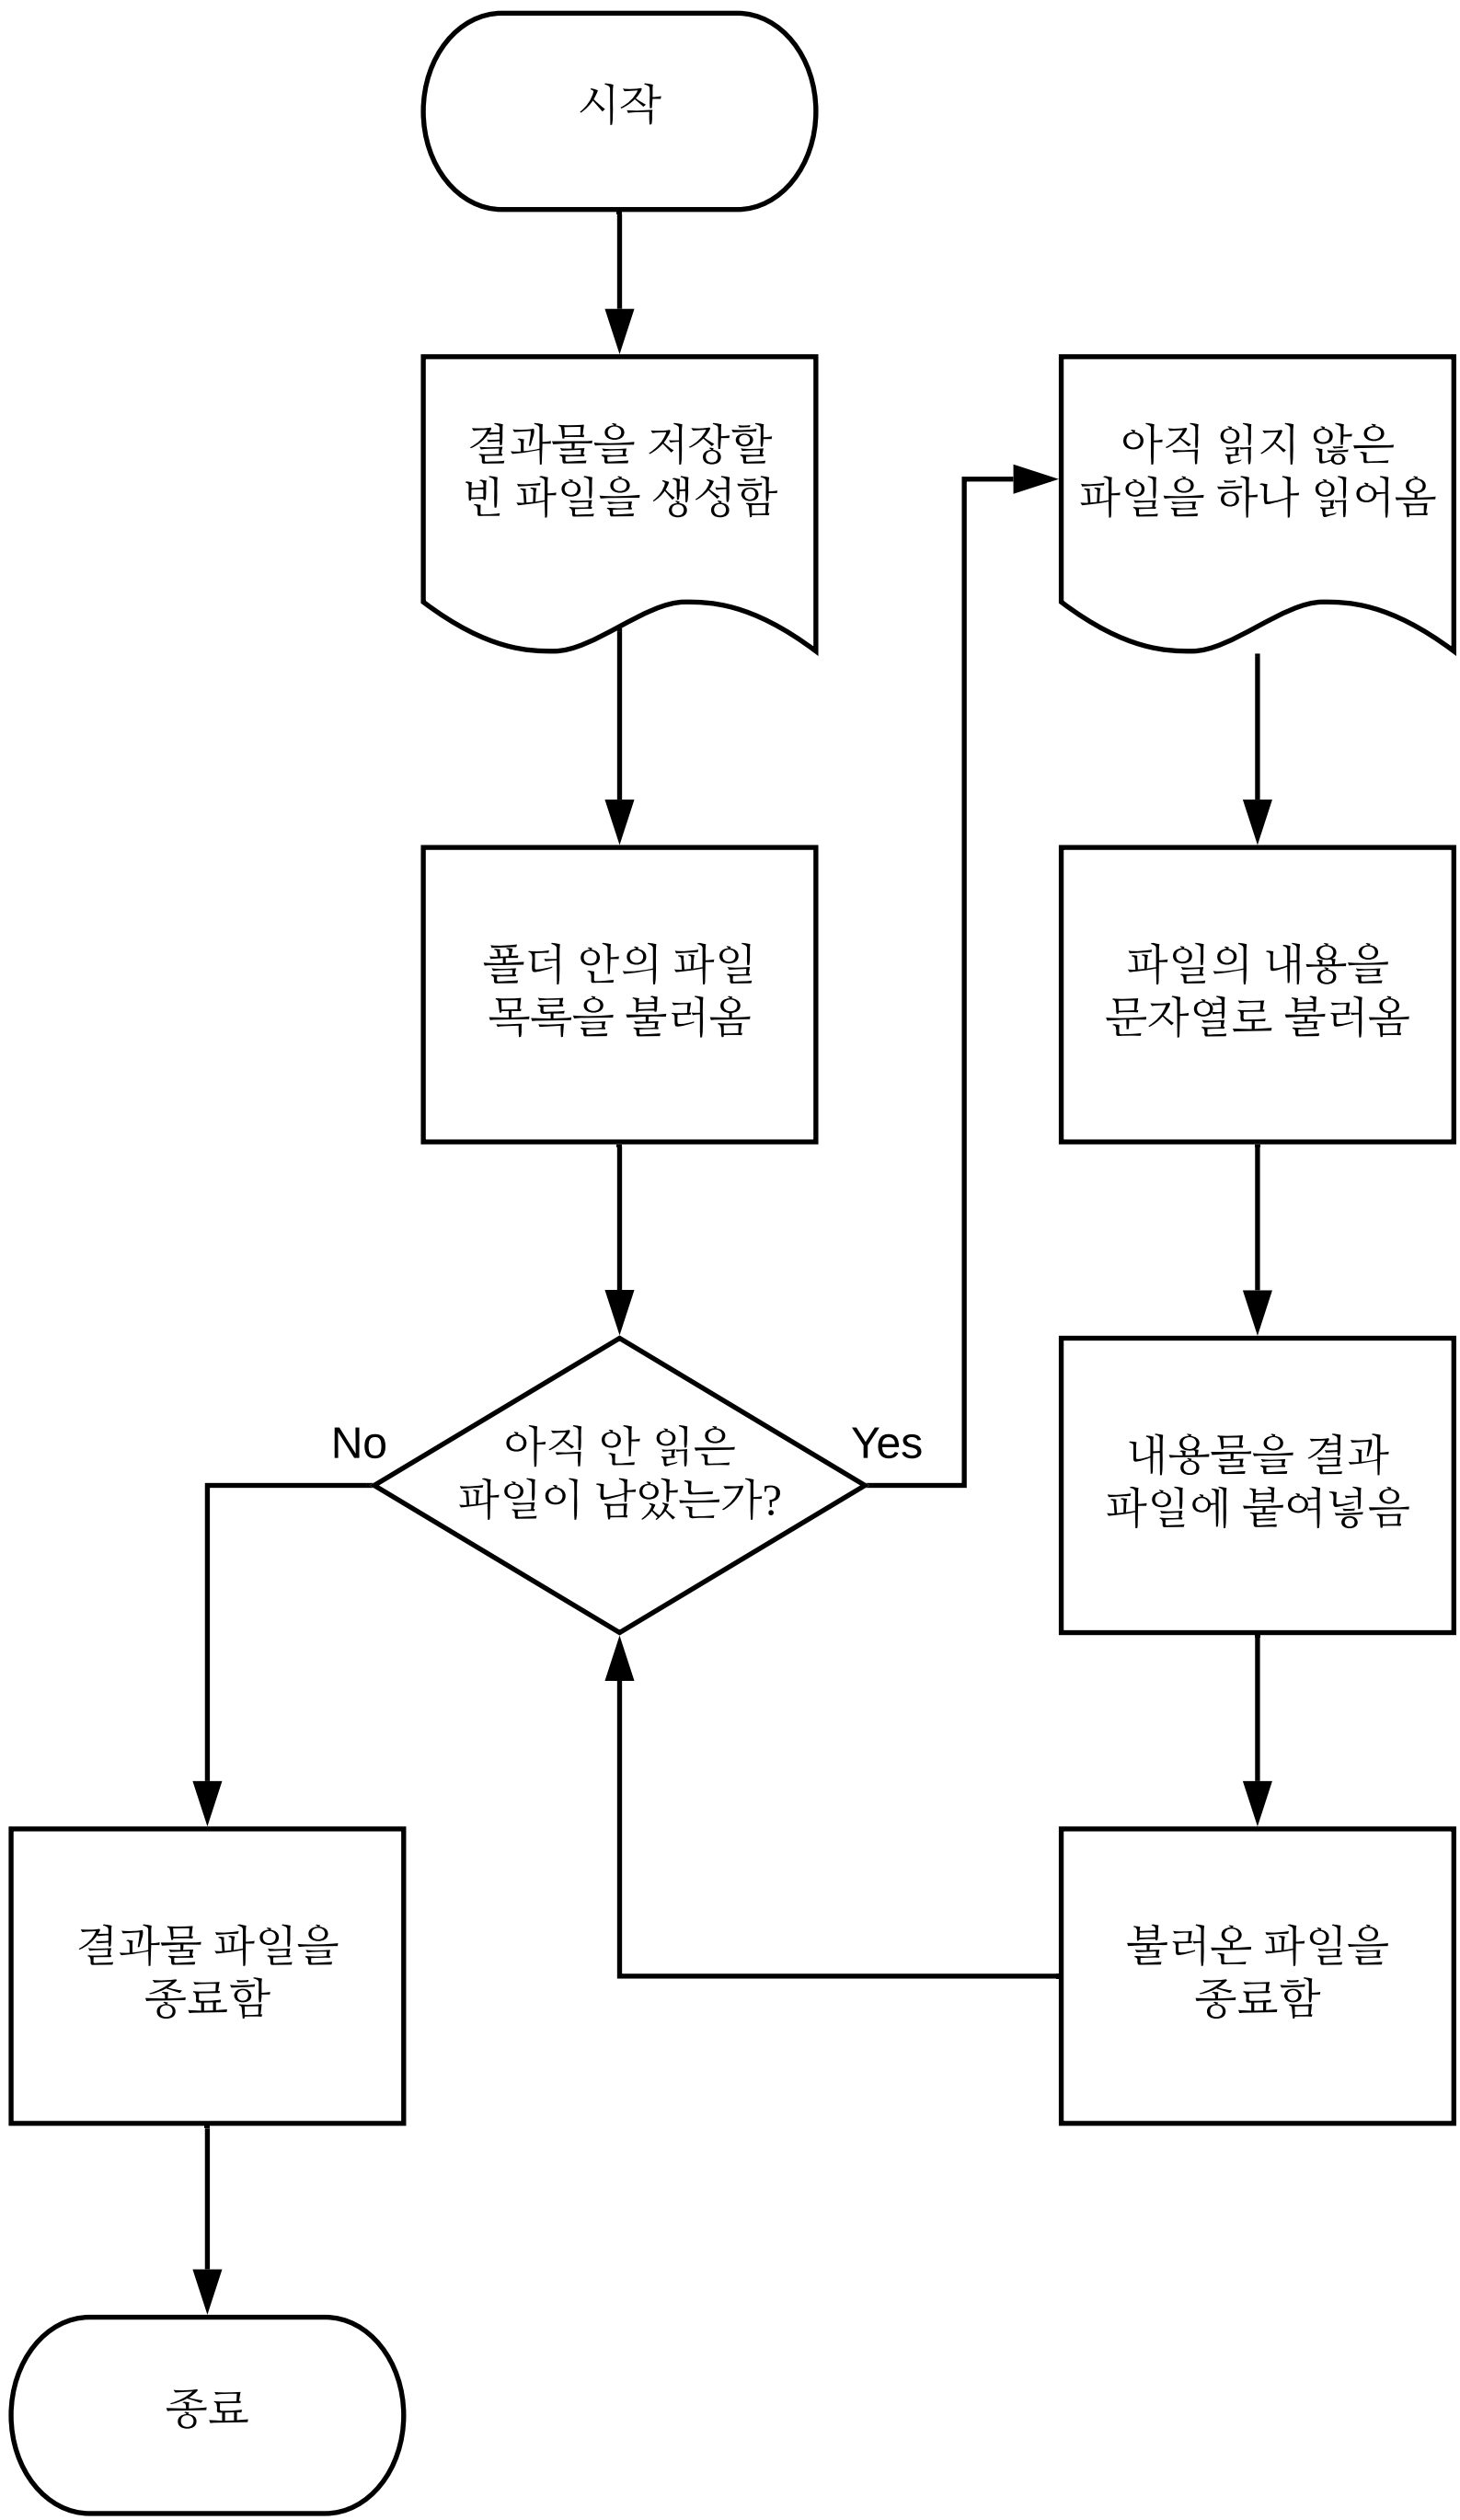 시작
결과물을 저장할
빈 파일을 생성함
폴더 안의 파일
목록을 불러옴
No
아직 안 읽은
파일이 남았는가?
Yes
아직 읽지 않은
파일을 하나 읽어옴
파일의 내용을
문자열로 불러옴
내용물을 결과
파일에 붙여넣음
불러온 파일을
종료함
결과물 파일을
종료함
종료